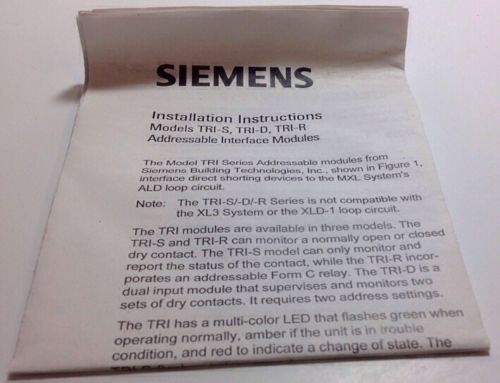 SIEMENS
Installation Instructions
Models TRI-S, TRI-D, TRI-R
Addressable Interface Modules
The Model TRI Series Addressable modules from
Siemens Building Technologies, Inc., shown in Figure 1,
interface direct shorting devices to the MXL System's
ALD loop circuit.
Note: The TRI-S/-D/-R Series is not compatible with
the XL3 System or the XLD-1 loop circuit.
The TRI modules are available in three models. The
TRI-S and TRI-R can monitor a normally open or closed
dry contact. The TRI-S model can only monitor and
report the status of the contact, while the TRI-R incor-
porates an addressable Form C relay. The TRI-D is a
dual input module that supervises and monitors two
sets of dry contacts. It requires two address settings.
The TRI has a multi-color LED that flashes green when
operating normally, amber if the unit is in trouble
condition, and red to indicate a change of state. The